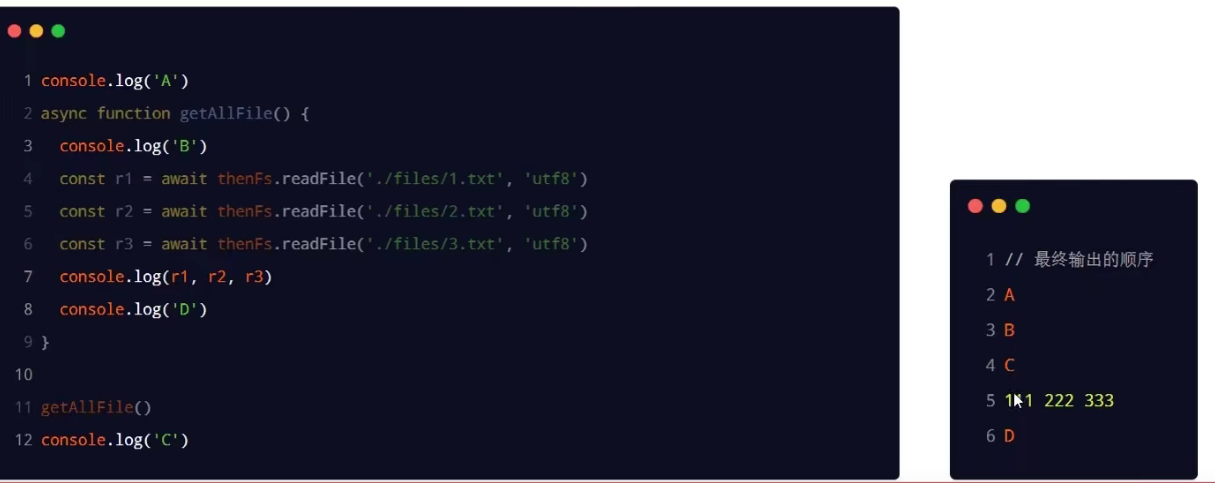 1 console.log('A')
2 async function getAllFile() {
3 console.log('B')
4 const r1 = await thenFs.readFile('./files/1.txt', 'utf8')
5 const r2 = await thenFs.readFile('./files/2.txt', 'utf8')
6 const r3 = await thenFs.readFile('./files/3.txt', 'utf8')
7 console.log(r1, r2, r3)
8 console.log('D')
9 }
10
11 getAllFile()
12 console.log('C')
1 // 最终输出的顺序
2 A
3 B
4 C
5 111 222 333
6 D